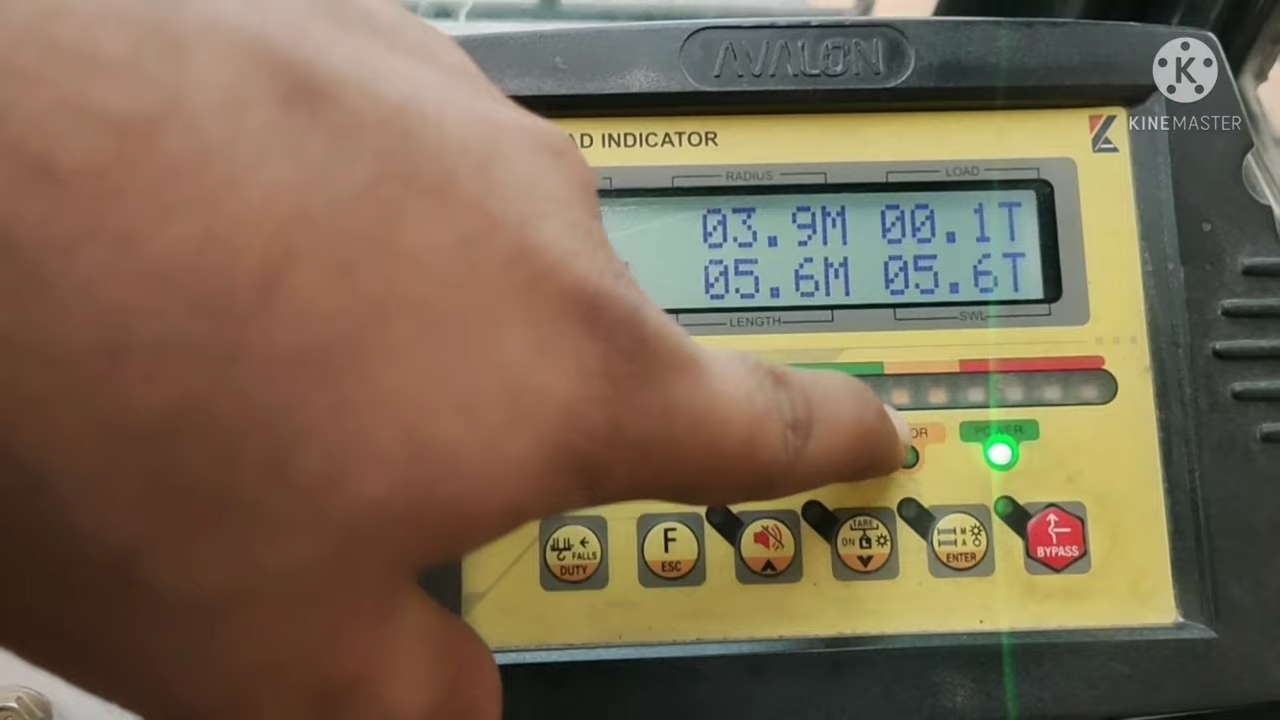 AVALON
KINEMASTER
AD INDICATOR
RADIUS
LOAD
03.9M 00.1T
05.6M 05.6T
LENGTH
SWL
OR
POWER
FALLS
DUTY
F
ESC
TARE
ON
M
A
ENTER
BYPASS